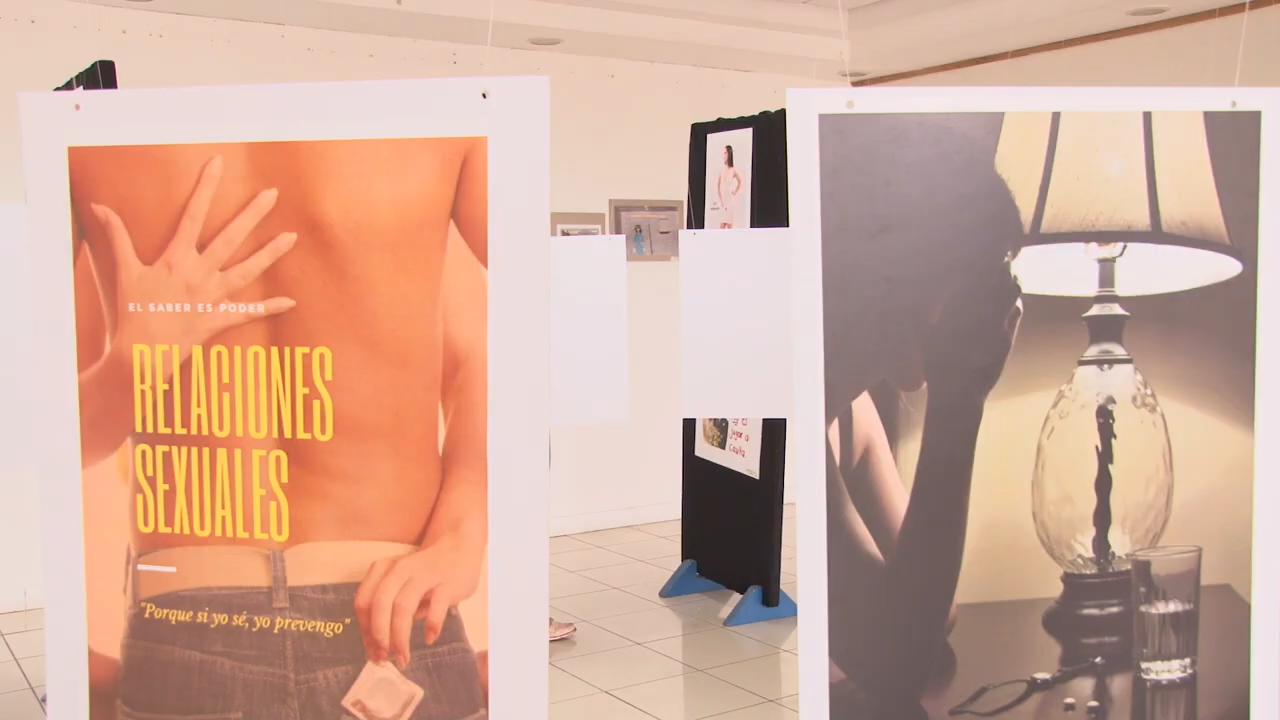 EL SABER ES PODER
RELACIONES
SEXUALES
"Porque si yo sé, yo prevengo"